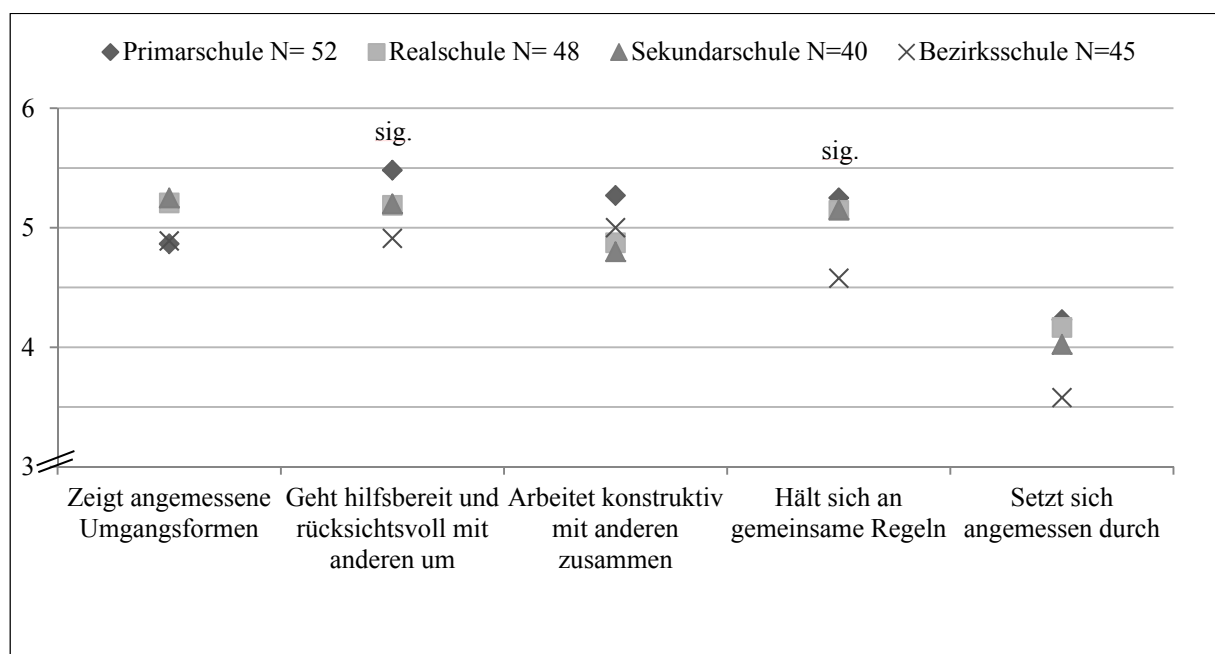 Primarschule N= 52 Realschule N= 48 Sekundarschule N=40 Bezirksschule N=45
6
sig.
sig.
5
4
3
Zeigt angemessene
Umgangsformen
Geht hilfsbereit und
rücksichtsvoll mit
anderen um
Arbeitet konstruktiv
mit anderen
zusammen
Hält sich an
gemeinsame Regeln
Setzt sich
angemessen durch